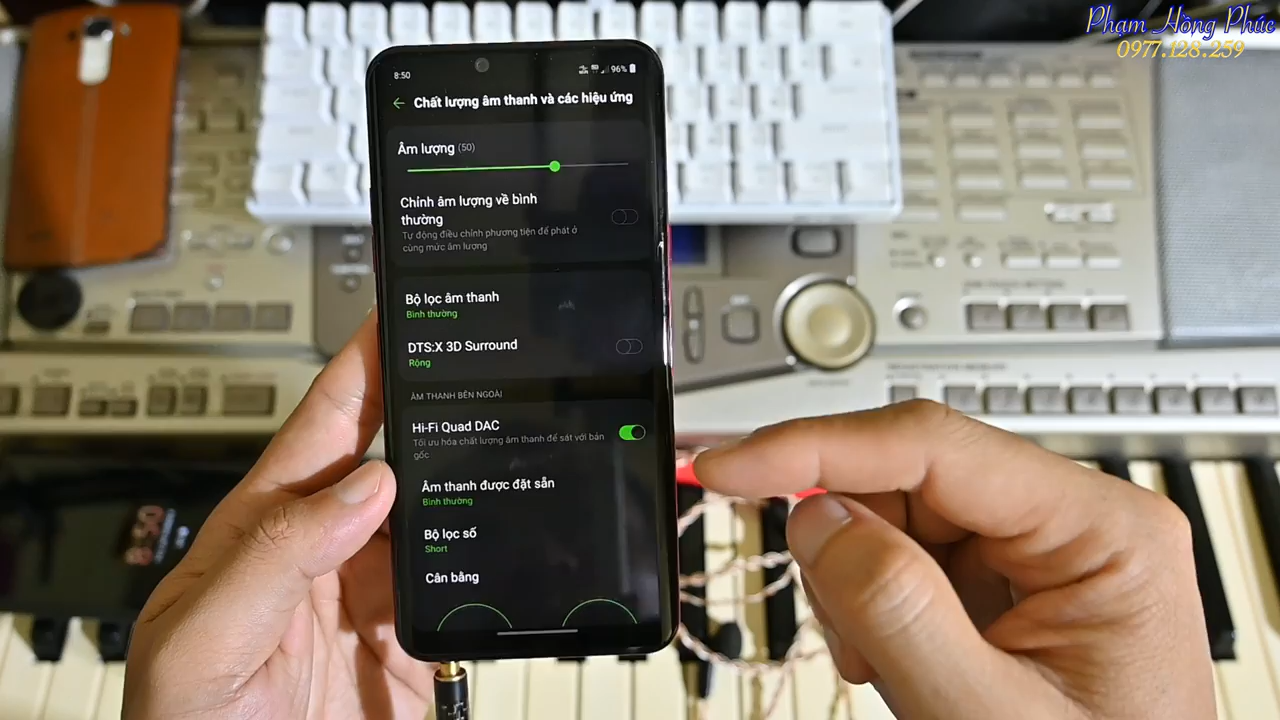 Phạm Hồng Phúc
0977.128.259
8:50
96%
Chất lượng âm thanh và các hiệu ứng
Âm lượng (50)
Chỉnh âm lượng về bình
thường
Tự động điều chỉnh phương tiện để phát ở
cùng mức âm lượng
Bộ lọc âm thanh
Bình thường
DTS:X 3D Surround
Rộng
ÂM THANH BÊN NGOÀI
Hi-Fi Quad DAC
Tối ưu hóa chất lượng âm thanh để sát với bản
gốc
Âm thanh được đặt sẵn
Bình thường
Bộ lọc số
Short
Cân bằng
8:50